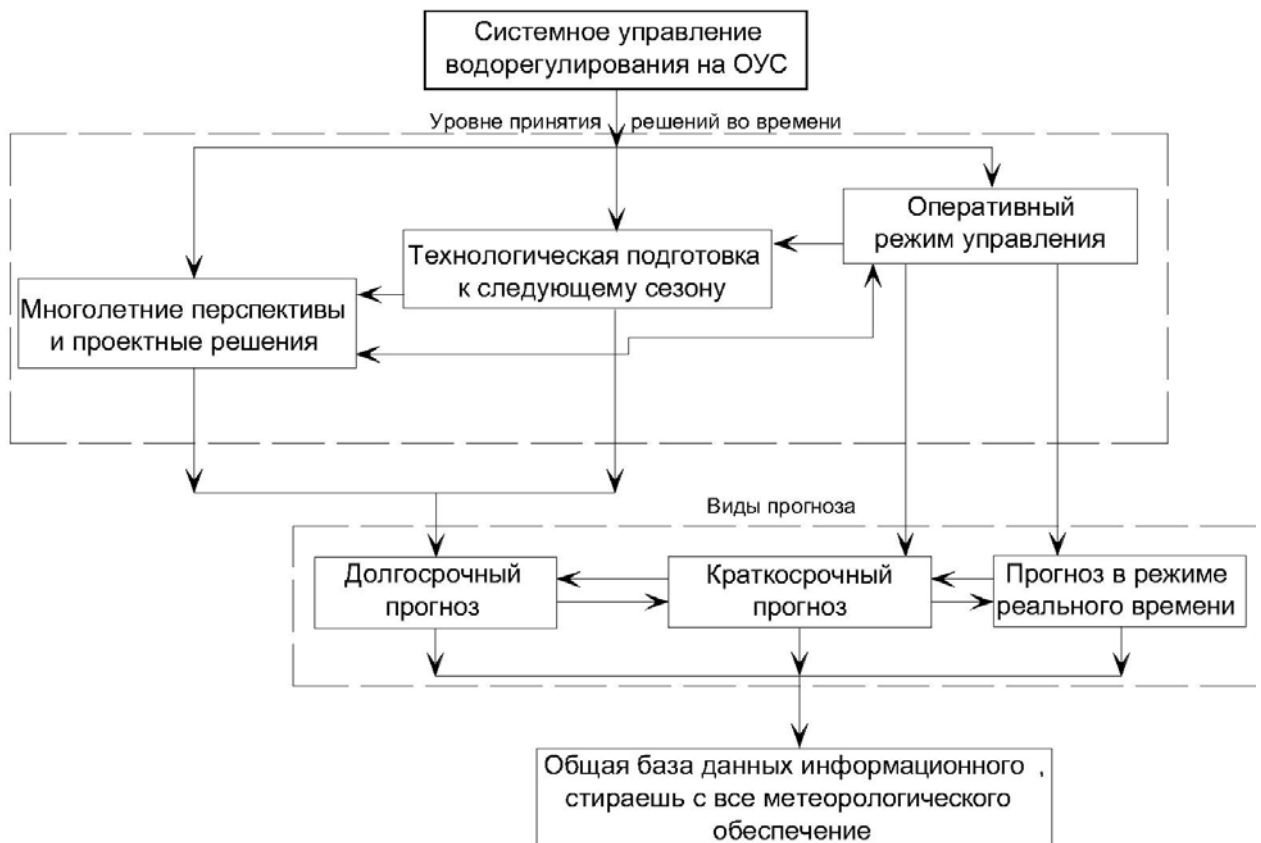 Системное управление
водорегулирования на ОУС
Уровне принятия решений во времени
Оперативный
режим управления
Технологическая подготовка
к следующему сезону
Многолетние перспективы
и проектные решения
Виды прогноза
Долгосрочный
прогноз
Краткосрочный
прогноз
Прогноз в режиме
реального времени
Общая база данных информационного ,
стираешь с все метеорологического
обеспечение